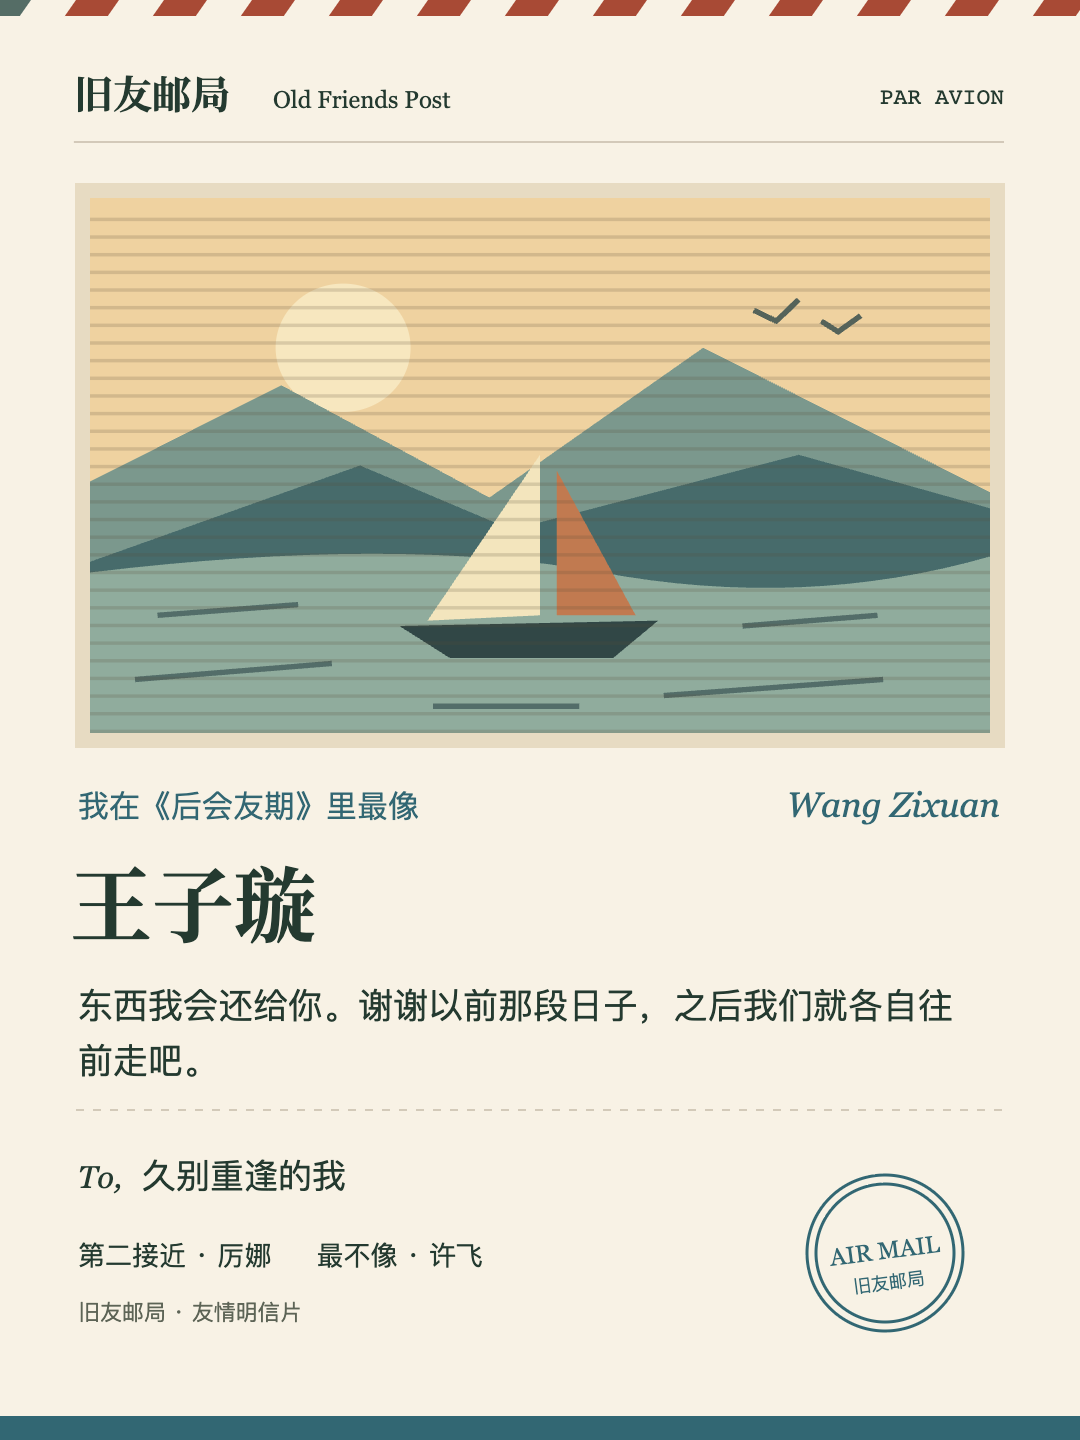 旧友邮局 Old Friends Post PAR AVION
我在《后会友期》里最像 Wang Zixuan
王子璇
东西我会还给你。谢谢以前那段日子，之后我们就各自往
前走吧。
To, 久别重逢的我
第二接近 · 厉娜 最不像 · 许飞
旧友邮局 · 友情明信片
AIR MAIL
旧友邮局